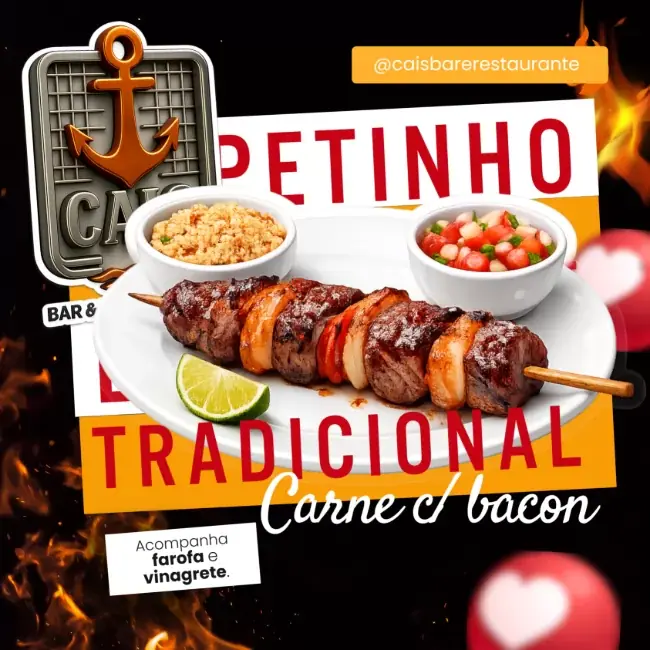 @caisbarerestaurante
PETINHO
BAR &
TRADICIONAL
Carne c/ bacon
Acompanha
farofa e
vinagrete.